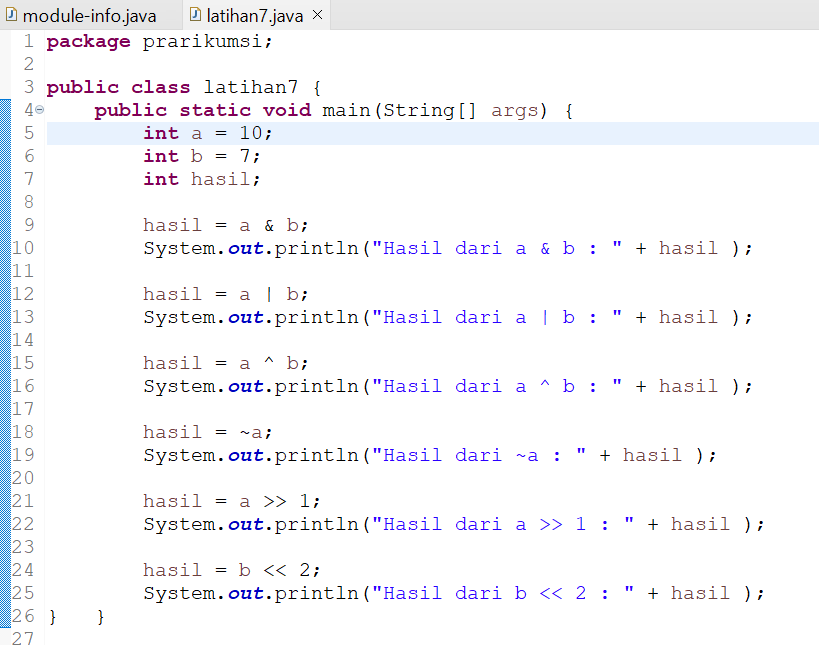 module-info.java latihan7.java ×
1 package prarikumsi;
2
3 public class latihan7 {
4 public static void main(String[] args) {
5 int a = 10;
6 int b = 7;
7 int hasil;
8
9 hasil = a & b;
10 System.out.println("Hasil dari a & b : " + hasil );
11
12 hasil = a | b;
13 System.out.println("Hasil dari a | b : " + hasil );
14
15 hasil = a ^ b;
16 System.out.println("Hasil dari a ^ b : " + hasil );
17
18 hasil = ~a;
19 System.out.println("Hasil dari ~a : " + hasil );
20
21 hasil = a >> 1;
22 System.out.println("Hasil dari a >> 1 : " + hasil );
23
24 hasil = b << 2;
25 System.out.println("Hasil dari b << 2 : " + hasil );
26 } }
27